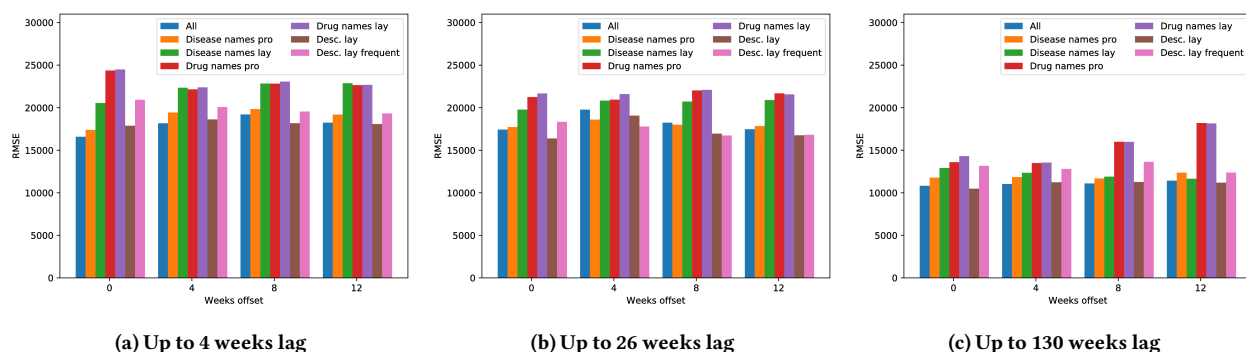 30000
25000
20000
15000
10000
5000
0
RMSE
All
Disease names pro
Disease names lay
Drug names pro
Drug names lay
Desc. lay
Desc. lay frequent
0 4 8 12
Weeks offset
(a) Up to 4 weeks lag
30000
25000
20000
15000
10000
5000
0
RMSE
All
Disease names pro
Disease names lay
Drug names pro
Drug names lay
Desc. lay
Desc. lay frequent
0 4 8 12
Weeks offset
(b) Up to 26 weeks lag
30000
25000
20000
15000
10000
5000
0
RMSE
All
Disease names pro
Disease names lay
Drug names pro
Drug names lay
Desc. lay
Desc. lay frequent
0 4 8 12
Weeks offset
(c) Up to 130 weeks lag